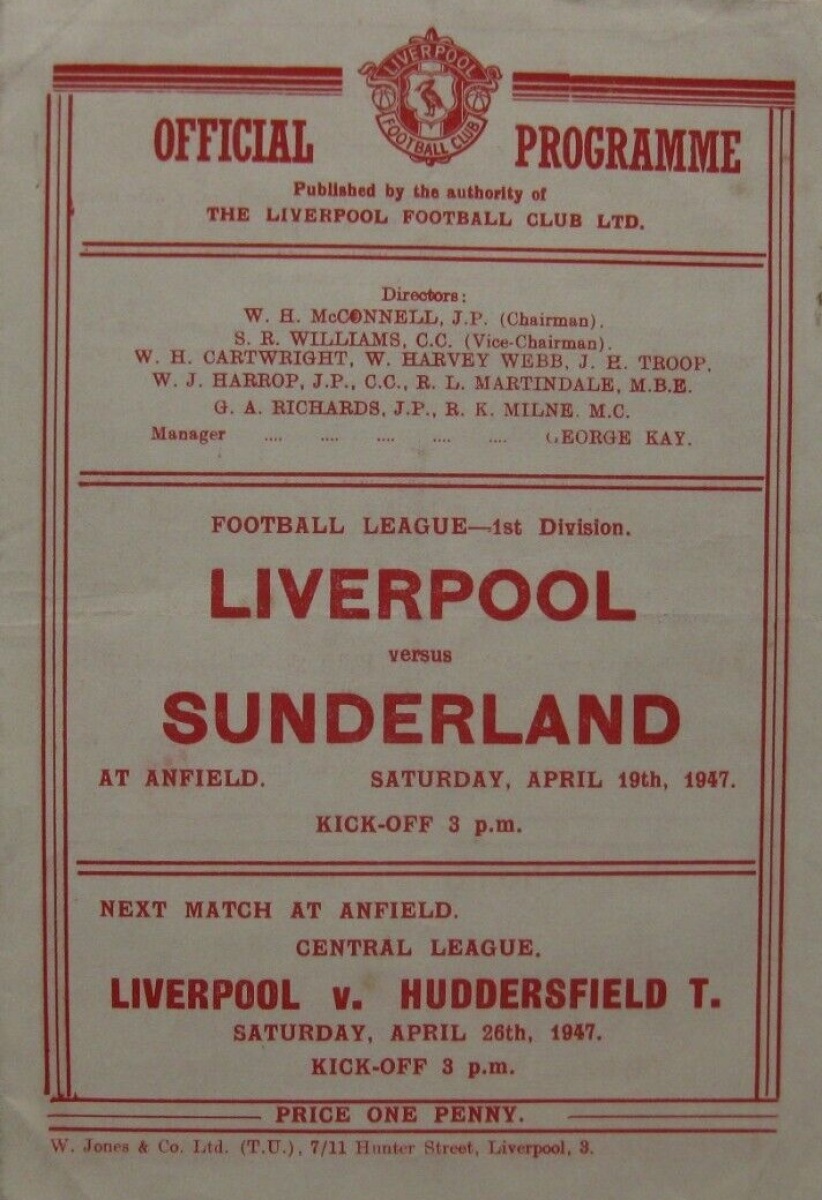 LIVERPOOL
FOOTBALL CLUB
OFFICIAL PROGRAMME
Published by the authority of
THE LIVERPOOL FOOTBALL CLUB LTD.
Directors:
W. H. McCONNELL, J.P. (Chairman).
S. R. WILLIAMS, C.C. (Vice-Chairman).
W. H. CARTWRIGHT, W. HARVEY WEBB, J. H. TROOP,
W. J. HARROP, J.P., C.C., R. L. MARTINDALE, M.B.E.
G. A. RICHARDS, J.P., R. K. MILNE. M.C.
Manager .... .... .... .... .... GEORGE KAY.
FOOTBALL LEAGUE—1st Division.
LIVERPOOL
versus
SUNDERLAND
AT ANFIELD. SATURDAY, APRIL 19th, 1947.
KICK-OFF 3 p.m.
NEXT MATCH AT ANFIELD.
CENTRAL LEAGUE.
LIVERPOOL v. HUDDERSFIELD T.
SATURDAY, APRIL 26th, 1947.
KICK-OFF 3 p.m.
PRICE ONE PENNY.
W. Jones & Co. Ltd. (T.U.), 7/11 Hunter Street, Liverpool, 3.